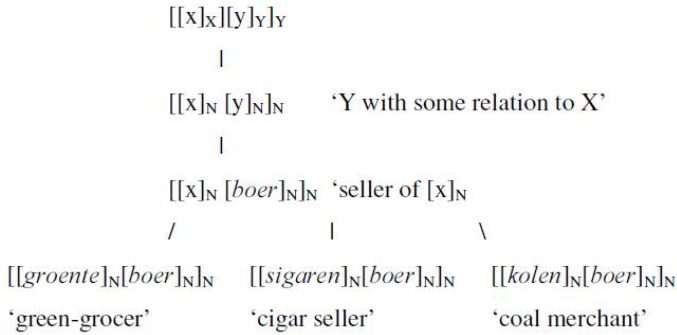 [[x]X][y]Y]Y
|
[[x]N [y]N]N ‘Y with some relation to X’
|
[[x]N [boer]N]N ‘seller of [x]N
/ | \
[[groente]N[boer]N]N [[sigaren]N[boer]N]N [[kolen]N[boer]N]N
‘green-grocer’ ‘cigar seller’ ‘coal merchant’